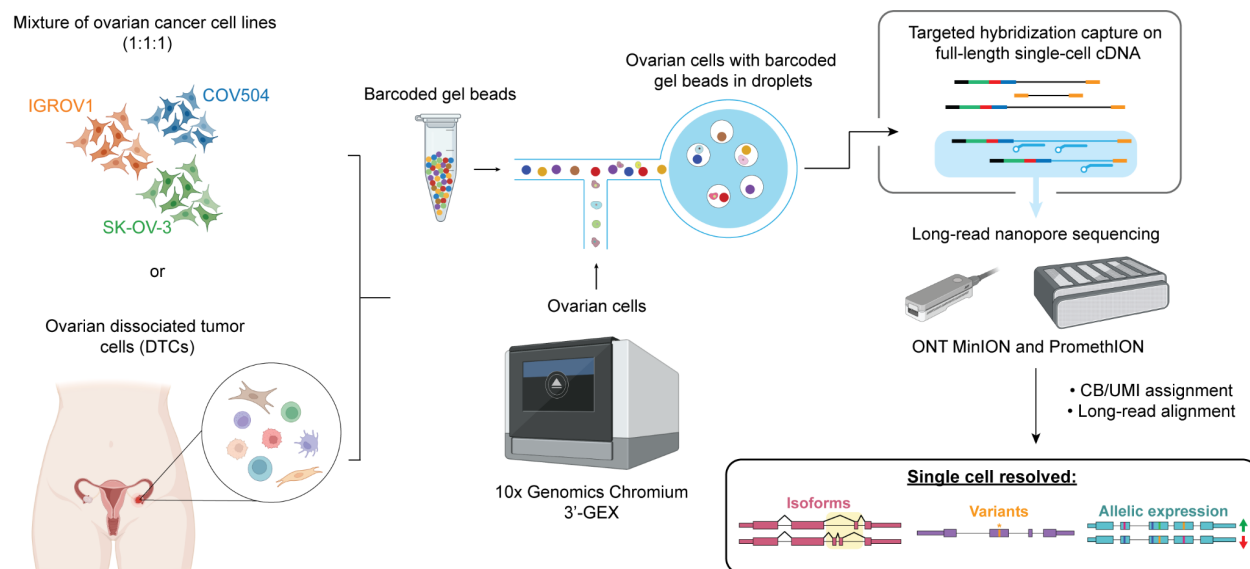 Mixture of ovarian cancer cell lines
(1:1:1)
IGROV1
COV504
SK-OV-3
or
Ovarian dissociated tumor
cells (DTCs)
Barcoded gel beads
Ovarian cells with barcoded
gel beads in droplets
Ovarian cells
10x Genomics Chromium
3'-GEX
Targeted hybridization capture on
full-length single-cell cDNA
Long-read nanopore sequencing
ONT MinION and PromethION
• CB/UMI assignment
• Long-read alignment
Single cell resolved:
Isoforms
Variants
Allelic expression